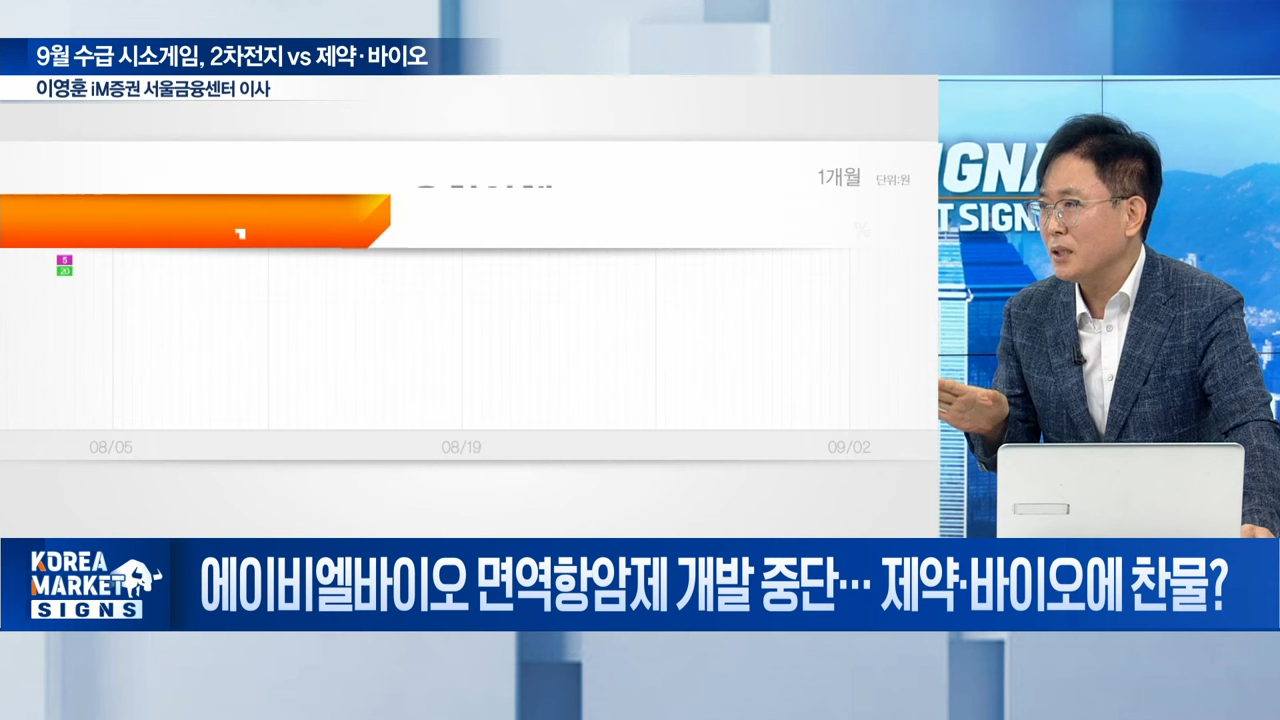 9월 수급 시소게임, 2차전지 vs 제약·바이오
이영훈 iM증권 서울금융센터 이사
1개월 단위:원
%
5
20
08/05 08/19 09/02
IGNA
T SIGN
KOREA
MARKET
SIGNS
에이비엘바이오 면역항암제 개발 중단… 제약·바이오에 찬물?